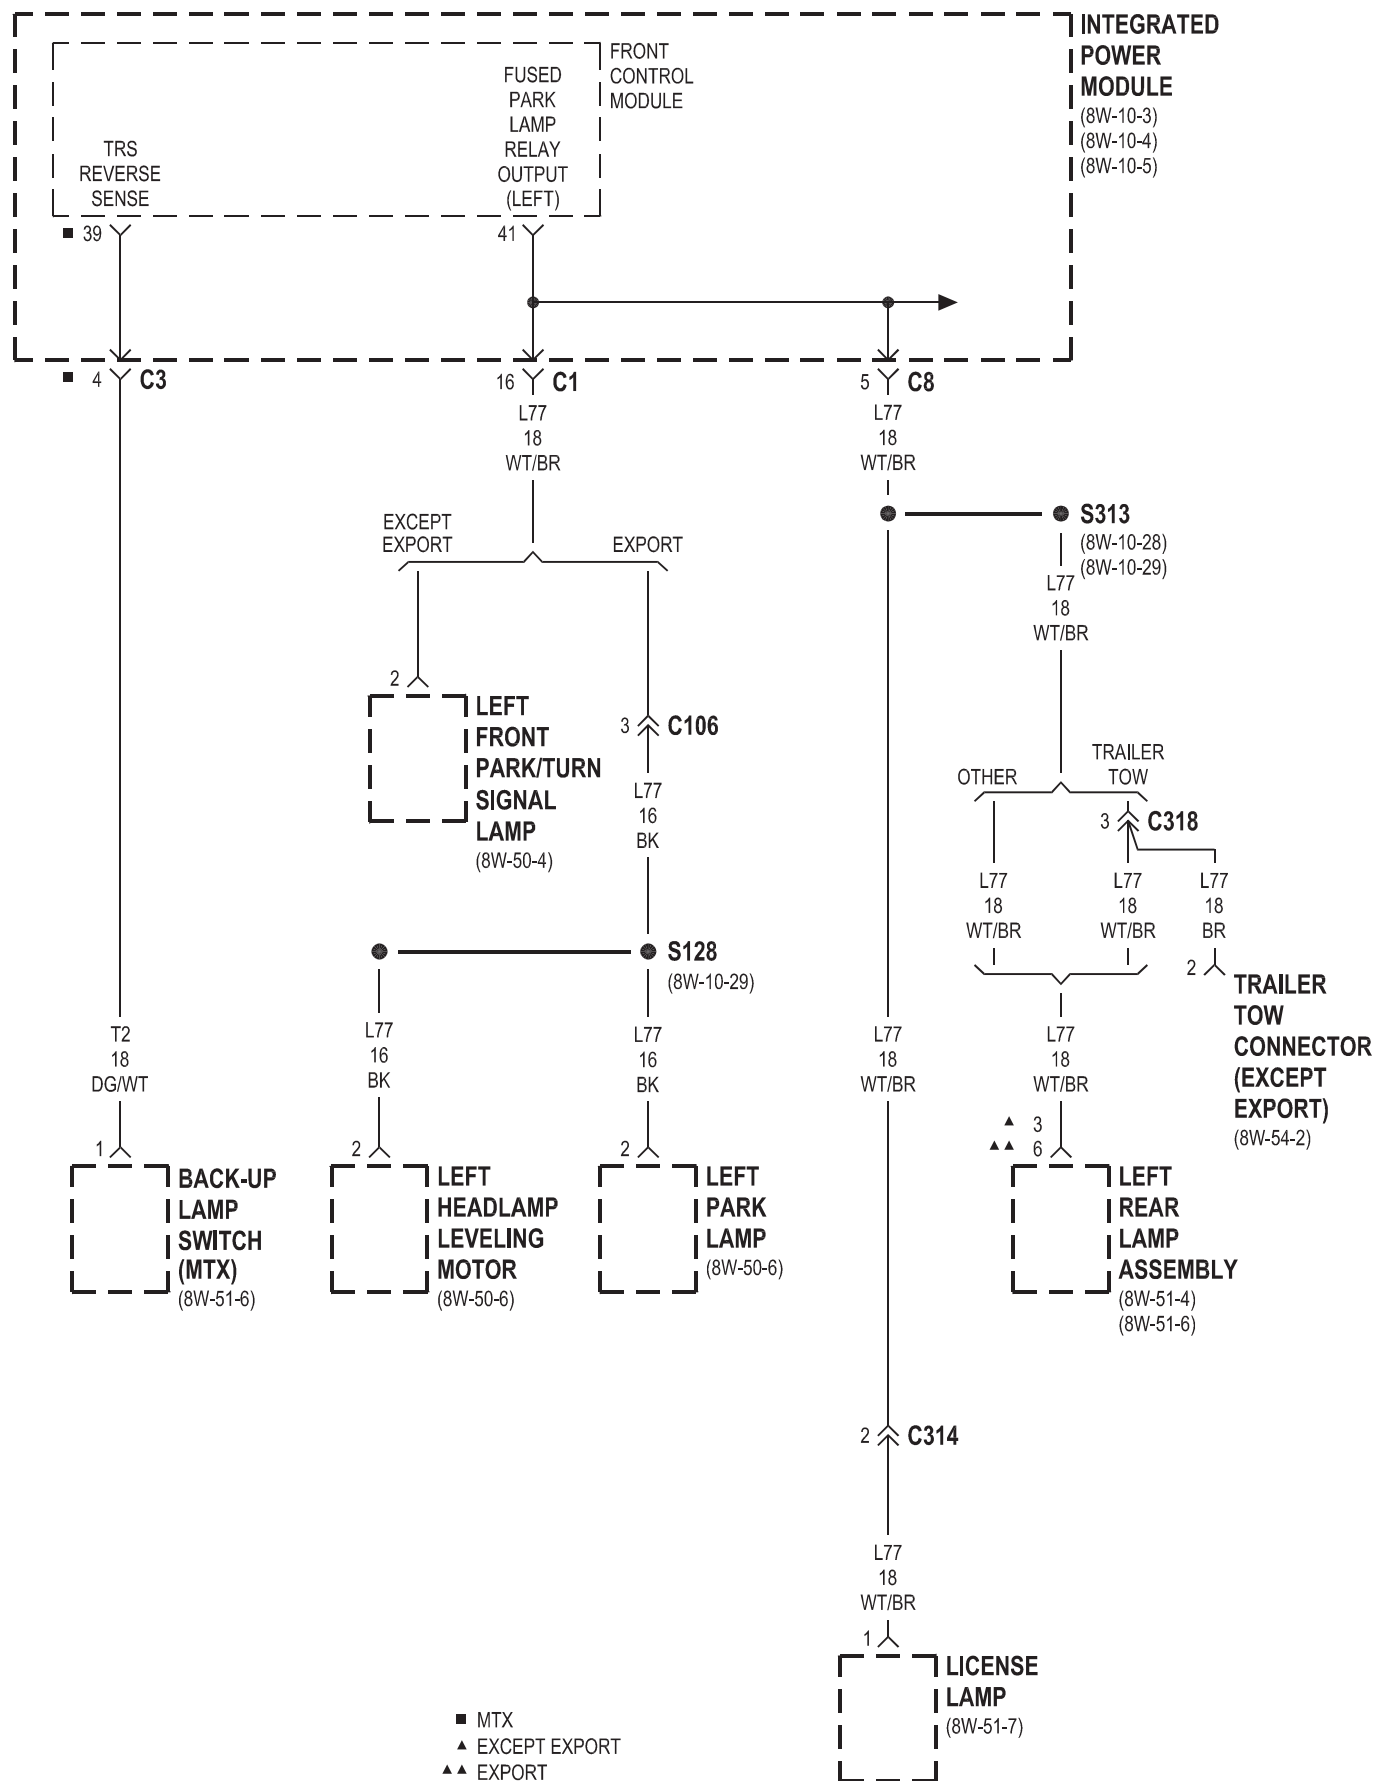 INTEGRATED
POWER
MODULE
(8W-10-3)
(8W-10-4)
(8W-10-5)
FRONT
CONTROL
MODULE
FUSED
PARK
LAMP
RELAY
OUTPUT
(LEFT)
TRS
REVERSE
SENSE
■ 39
41
■ 4 C3
16 C1
5 C8
L77
18
WT/BR
L77
18
WT/BR
EXCEPT
EXPORT
EXPORT
S313
(8W-10-28)
(8W-10-29)
L77
18
WT/BR
2
LEFT
FRONT
PARK/TURN
SIGNAL
LAMP
(8W-50-4)
3 C106
L77
16
BK
OTHER
TRAILER
TOW
3 C318
L77
18
WT/BR
L77
18
WT/BR
L77
18
BR
S128
(8W-10-29)
2
TRAILER
TOW
CONNECTOR
(EXCEPT
EXPORT)
(8W-54-2)
T2
18
DG/WT
L77
16
BK
L77
16
BK
L77
18
WT/BR
L77
18
WT/BR
1
BACK-UP
LAMP
SWITCH
(MTX)
(8W-51-6)
2
LEFT
HEADLAMP
LEVELING
MOTOR
(8W-50-6)
2
LEFT
PARK
LAMP
(8W-50-6)
▲ 3
▲▲ 6
LEFT
REAR
LAMP
ASSEMBLY
(8W-51-4)
(8W-51-6)
2 C314
L77
18
WT/BR
1
LICENSE
LAMP
(8W-51-7)
■ MTX
▲ EXCEPT EXPORT
▲▲ EXPORT